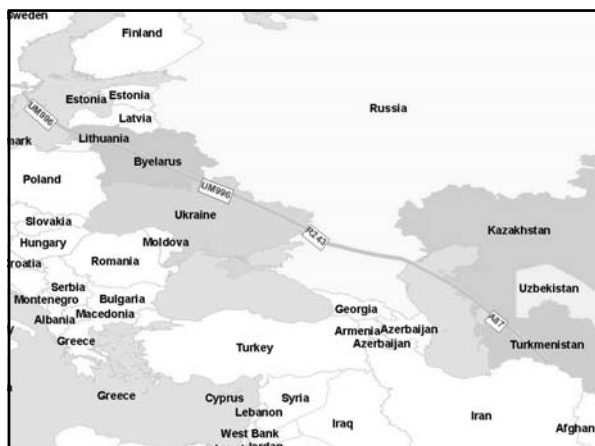 Sweden
Finland
UM996
Estonia
Estonia
Latvia
Russia
mark
Lithuania
Byelarus
Poland
UM996
Ukraine
Slovakia
R243
Kazakhstan
Hungary
Moldova
Croatia
Romania
Serbia
Uzbekistan
Montenegro
Bulgaria
Georgia
Albania
Macedonia
A87
Armenia
Azerbaijan
Greece
Turkey
Azerbaijan
Turkmenistan
Greece
Cyprus
Syria
Iran
Lebanon
Iraq
West Bank
Afghan